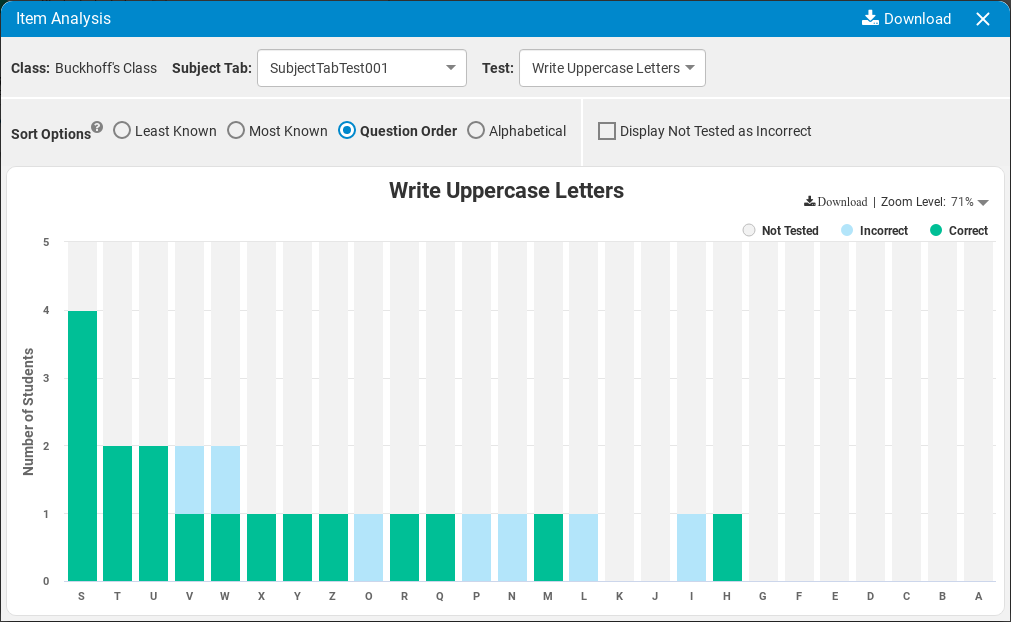 Item Analysis Download
Class: Buckhoff's Class Subject Tab: SubjectTabTest001 Test: Write Uppercase Letters
Sort Options? Least Known Most Known Question Order Alphabetical Display Not Tested as Incorrect
Write Uppercase Letters
Download | Zoom Level: 71%
Not Tested Incorrect Correct
Number of Students
5
4
3
2
1
0
S T U V W X Y Z O R Q P N M L K J I H G F E D C B A